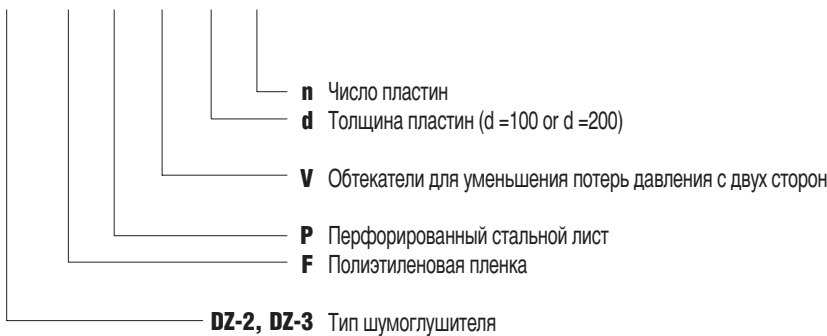 n Число пластин
d Толщина пластин (d =100 or d =200)
V Обтекатели для уменьшения потерь давления с двух сторон
P Перфорированный стальной лист
F Полиэтиленовая пленка
DZ-2, DZ-3 Тип шумоглушителя